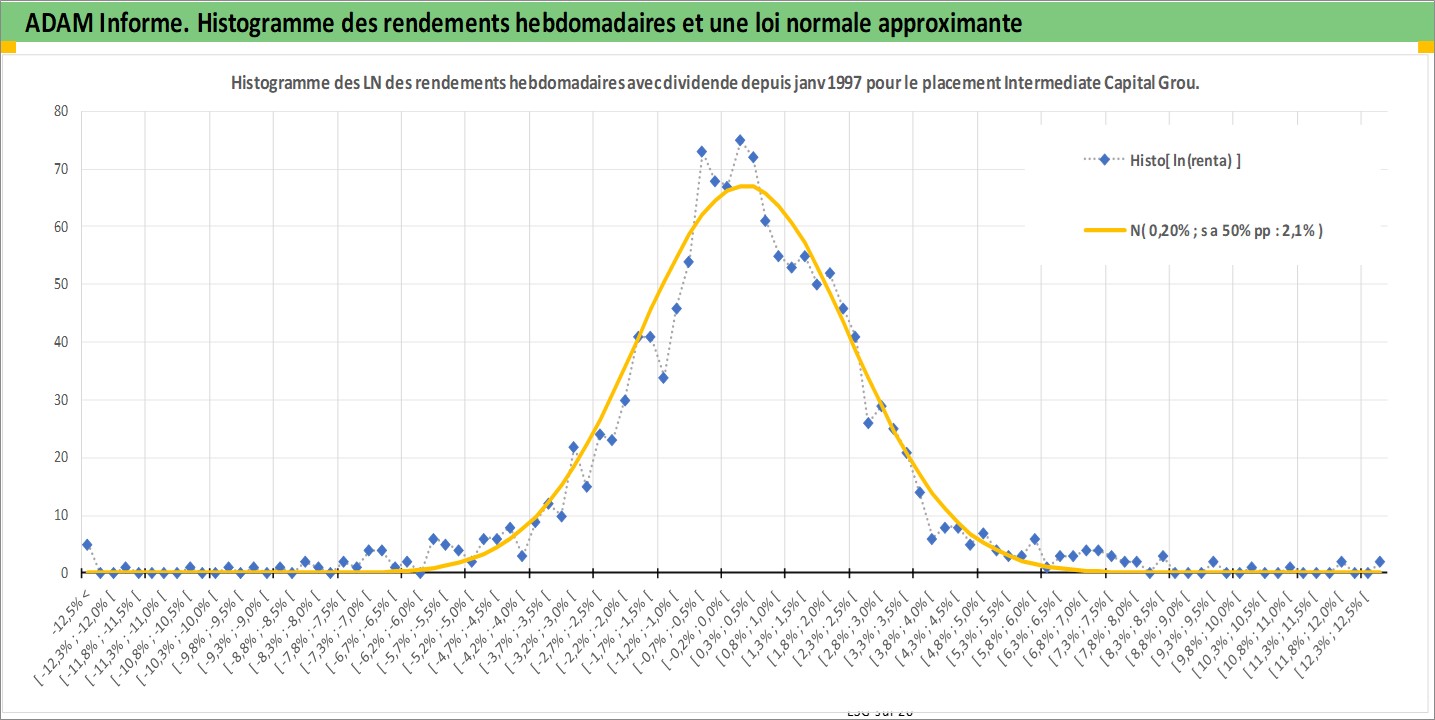 ADAM Informe. Histogramme des rendements hebdomadaires et une loi normale approximante
Histogramme des LN des rendements hebdomadaires avec dividende depuis janv 1997 pour le placement Intermediate Capital Grou.
80
70
60
50
40
30
20
10
0
Histo[ ln(renta) ]
N( 0,20% ; s a 50% pp : 2,1% )
-12,5% <
[ -12,3% ; -12,0% [
[ -11,8% ; -11,5% [
[ -11,3% ; -11,0% [
[ -10,8% ; -10,5% [
[ -10,3% ; -10,0% [
[ -9,8% ; -9,5% [
[ -9,3% ; -9,0% [
[ -8,8% ; -8,5% [
[ -8,3% ; -8,0% [
[ -7,8% ; -7,5% [
[ -7,3% ; -7,0% [
[ -6,7% ; -6,5% [
[ -6,2% ; -6,0% [
[ -5,7% ; -5,5% [
[ -5,2% ; -5,0% [
[ -4,7% ; -4,5% [
[ -4,2% ; -4,0% [
[ -3,7% ; -3,5% [
[ -3,2% ; -3,0% [
[ -2,7% ; -2,5% [
[ -2,2% ; -2,0% [
[ -1,7% ; -1,5% [
[ -1,2% ; -1,0% [
[ -0,7% ; -0,5% [
[ -0,2% ; 0,0% [
[ 0,3% ; 0,5% [
[ 0,8% ; 1,0% [
[ 1,3% ; 1,5% [
[ 1,8% ; 2,0% [
[ 2,3% ; 2,5% [
[ 2,8% ; 3,0% [
[ 3,3% ; 3,5% [
[ 3,8% ; 4,0% [
[ 4,3% ; 4,5% [
[ 4,8% ; 5,0% [
[ 5,3% ; 5,5% [
[ 5,8% ; 6,0% [
[ 6,3% ; 6,5% [
[ 6,8% ; 7,0% [
[ 7,3% ; 7,5% [
[ 7,8% ; 8,0% [
[ 8,3% ; 8,5% [
[ 8,8% ; 9,0% [
[ 9,3% ; 9,5% [
[ 9,8% ; 10,0% [
[ 10,3% ; 10,5% [
[ 10,8% ; 11,0% [
[ 11,3% ; 11,5% [
[ 11,8% ; 12,0% [
[ 12,3% ; 12,5% [